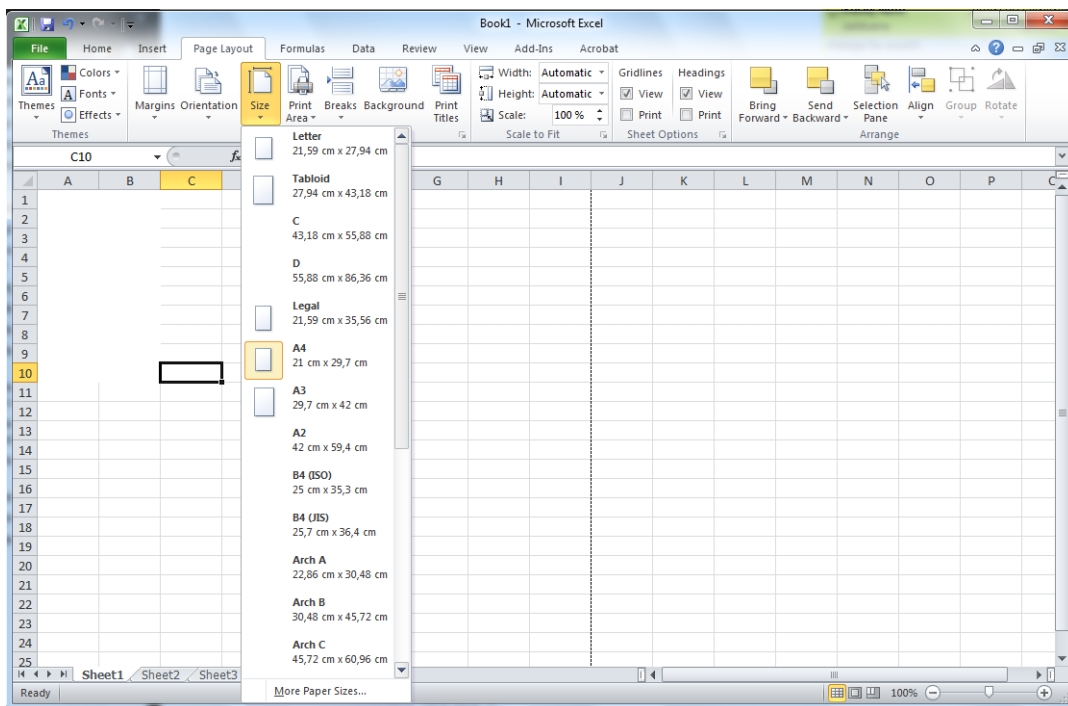 Book1 - Microsoft Excel
File Home Insert Page Layout Formulas Data Review View Add-Ins Acrobat
Themes
Colors
Fonts
Effects
Themes
Margins Orientation Size Print Area Breaks Background Print Titles
Width: Automatic
Height: Automatic
Scale: 100 %
Scale to Fit
Gridlines Headings
View View
Print Print
Sheet Options
Bring Forward Send Backward Selection Pane Align Group Rotate
Arrange
C10 fx
A B C G H I J K L M N O P
1
2
3
4
5
6
7
8
9
10
11
12
13
14
15
16
17
18
19
20
21
22
23
24
25
Letter
21,59 cm x 27,94 cm
Tabloid
27,94 cm x 43,18 cm
C
43,18 cm x 55,88 cm
D
55,88 cm x 86,36 cm
Legal
21,59 cm x 35,56 cm
A4
21 cm x 29,7 cm
A3
29,7 cm x 42 cm
A2
42 cm x 59,4 cm
B4 (ISO)
25 cm x 35,3 cm
B4 (JIS)
25,7 cm x 36,4 cm
Arch A
22,86 cm x 30,48 cm
Arch B
30,48 cm x 45,72 cm
Arch C
45,72 cm x 60,96 cm
More Paper Sizes...
Sheet1 Sheet2 Sheet3
Ready 100%